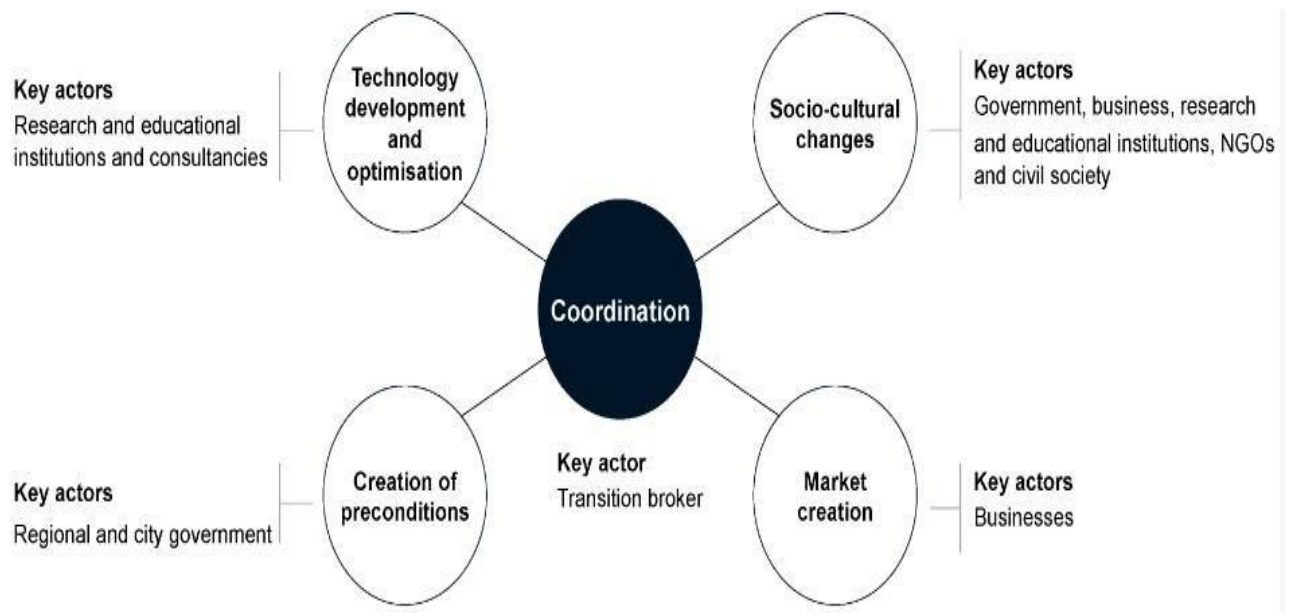 Key actors
Research and educational
institutions and consultancies
Technology
development
and
optimisation
Socio-cultural
changes
Key actors
Government, business, research
and educational institutions, NGOs
and civil society
Coordination
Key actors
Regional and city government
Creation of
preconditions
Key actor
Transition broker
Market
creation
Key actors
Businesses